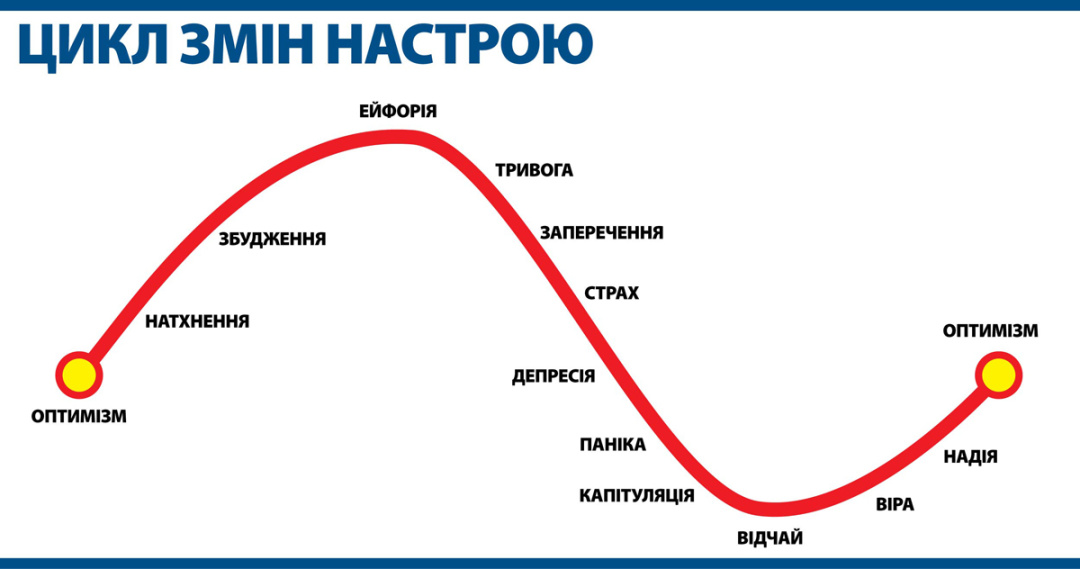 ЦИКЛ ЗМІН НАСТРОЮ
ОПТИМІЗМ
НАТХНЕННЯ
ЗБУДЖЕННЯ
ЕЙФОРІЯ
ТРИВОГА
ЗАПЕРЕЧЕННЯ
СТРАХ
ДЕПРЕСІЯ
ПАНІКА
КАПІТУЛЯЦІЯ
ВІДЧАЙ
ВІРА
НАДІЯ
ОПТИМІЗМ